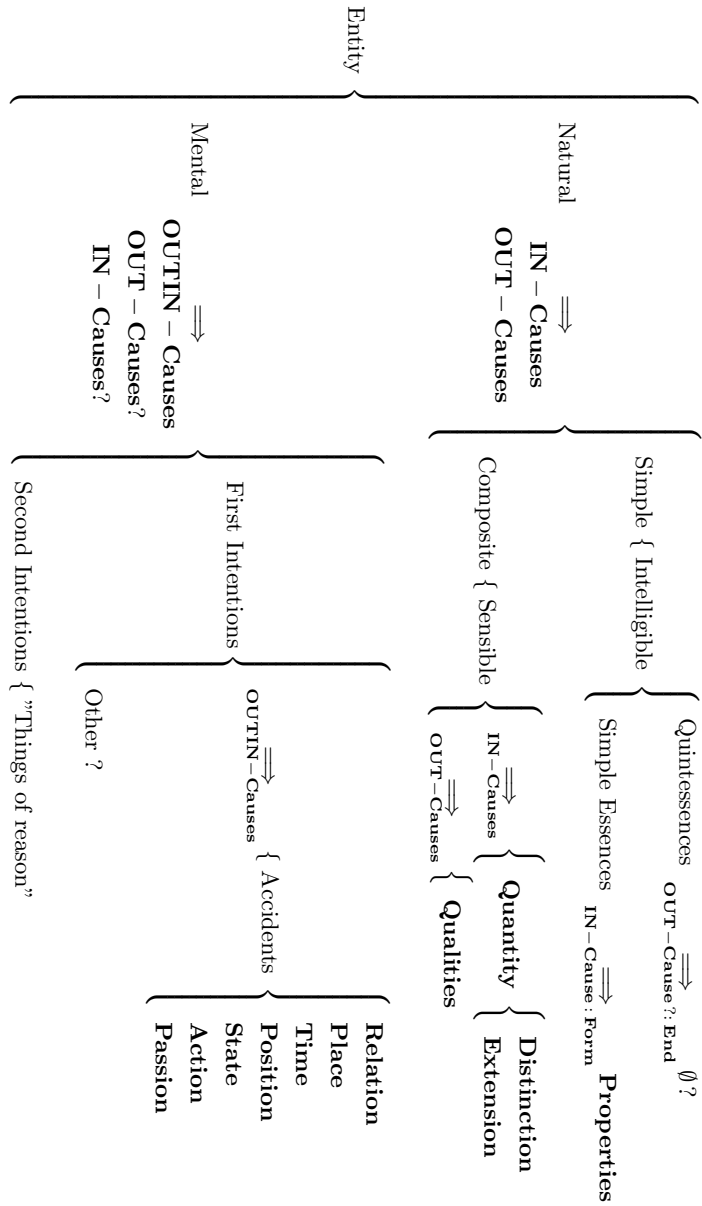 Entity
Natural
⟹
IN − Causes
OUT − Causes
Simple { Intelligible
Quintessences ⟹ ∅ ?
OUT−Cause ?: End
Simple Essences ⟹ Properties
IN−Cause : Form
Composite { Sensible
⟹
IN−Causes
Quantity
Distinction
Extension
⟹
OUT−Causes
{ Qualities
Mental
⟹
OUTIN − Causes
OUT − Causes?
IN − Causes?
First Intentions
⟹
OUTIN−Causes
{ Accidents
Relation
Place
Time
Position
State
Action
Passion
Other ?
Second Intentions { ”Things of reason”